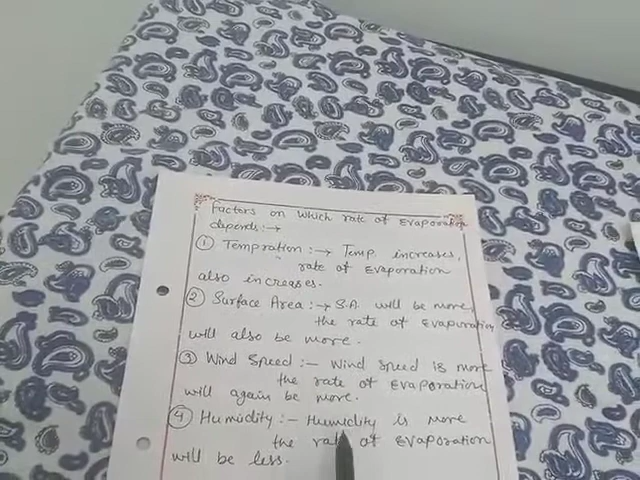 Factors on which rate of Evaporation
depends:→
① Tempration:→ Temp. increases,
rate of Evaporation
also increases.
② Surface Area:→ S.A. will be more,
the rate of Evaporation
will also be more.
③ Wind Speed:— Wind speed is more
the rate of Evaporation
will again be more.
④ Humidity:— Humidity is more
the rate of Evaporation
will be less.